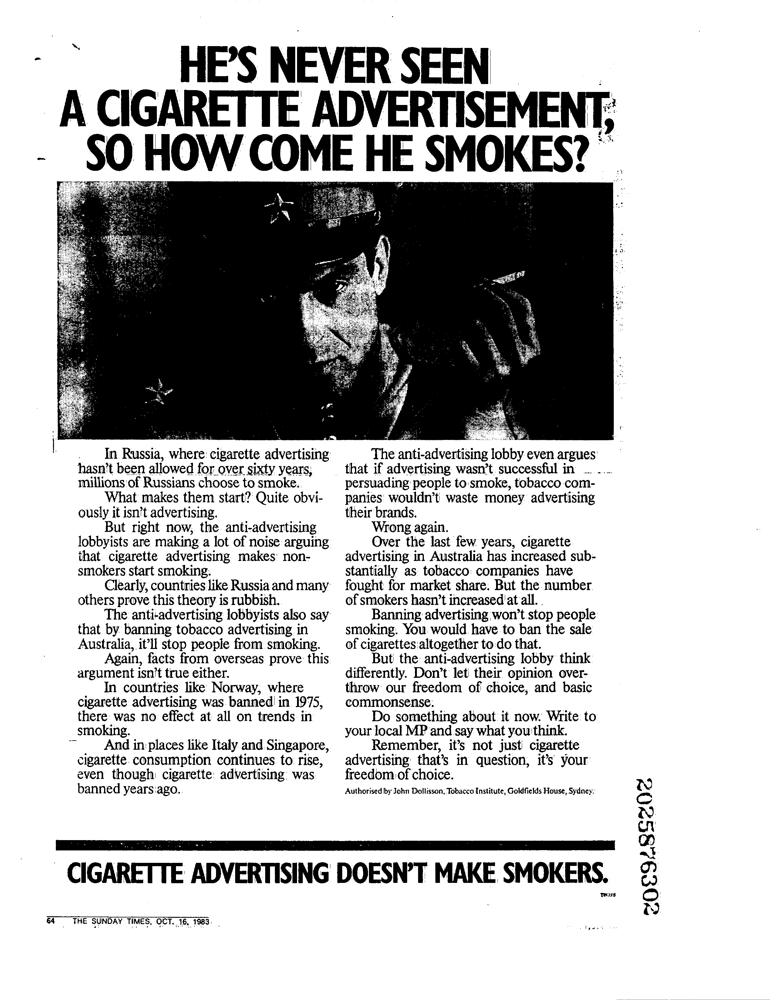 HE'S NEVER SEEN
A CIGARETTE ADVERTISEMENT,
SO HOW COME HE SMOKES?
In Russia, where cigarette advertising
hasn't been allowed for over sixty years,
millions of Russians choose to smoke.
What makes them start? Quite obvi-
ously it isn't advertising.
But right now, the anti-advertising
lobbyists are making a lot of noise arguing
that cigarette advertising makes non-
smokers start smoking.
Clearly, countries like Russia and many
others prove this theory is rubbish.
The anti-advertising lobbyists also say
that by banning tobacco advertising in
Australia, it'll stop people from smoking.
Again, facts from overseas prove this
argument isn't true either.
In countries like Norway, where
cigarette advertising was banned in 1975,
there was no effect at all on trends in
smoking.
And in places like Italy and Singapore,
cigarette consumption continues to rise,
even though cigarette advertising was
banned years ago.
The anti-advertising lobby even argues
that if advertising wasn't successful in
persuading people to smoke, tobacco com-
panies wouldn't waste money advertising
their brands.
Wrong again.
Over the last few years, cigarette
advertising in Australia has increased sub-
stantially as tobacco companies have
fought for market share. But the number
of smokers hasn't increased at all.
Banning advertising won't stop people
smoking. You would have to ban the sale
of cigarettes altogether to do that.
But the anti-advertising lobby think
differently. Don't let their opinion over-
throw our freedom of choice, and basic
commonsense.
Do something about it now. Write to
your local MP and say what you think.
Remember, it's not just cigarette
advertising that's in question, it's your
freedom of choice.
Authorised by John Dollisson, Tobacco Institute, Goldfields House, Sydney.
CIGARETTE ADVERTISING DOESN'T MAKE SMOKERS.
64 THE SUNDAY TIMES, OCT. 16, 1983
2025876302